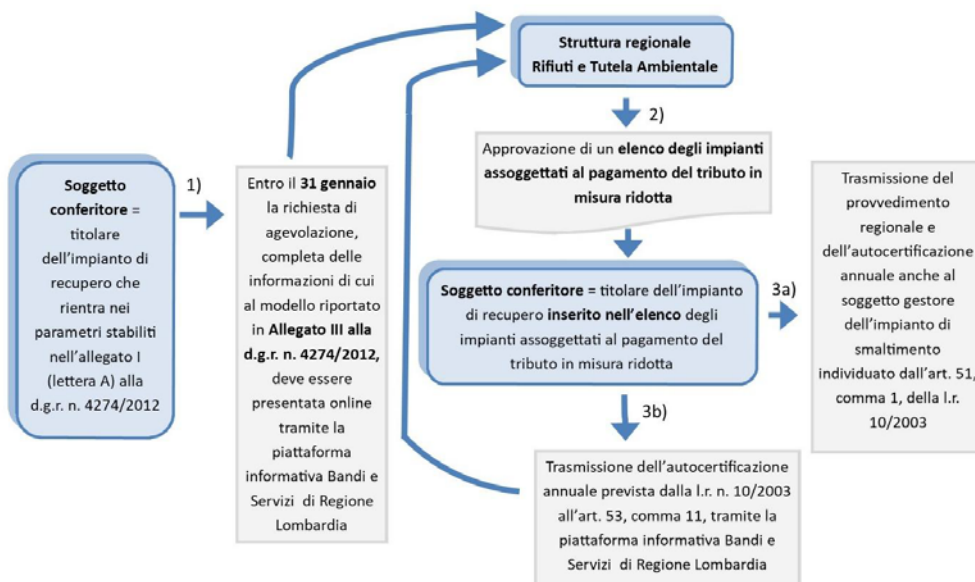 Soggetto
conferitore =
titolare
dell'impianto di
recupero che
rientra nei
parametri stabiliti
nell'allegato I
(lettera A) alla
d.g.r. n. 4274/2012
1)
Entro il 31 gennaio
la richiesta di
agevolazione,
completa delle
informazioni di cui
al modello riportato
in Allegato III alla
d.g.r. n. 4274/2012,
deve essere
presentata online
tramite la
piattaforma
informativa Bandi e
Servizi di Regione
Lombardia
Struttura regionale
Rifiuti e Tutela Ambientale
2)
Approvazione di un elenco degli impianti
assoggettati al pagamento del tributo in
misura ridotta
Soggetto conferitore = titolare dell'impianto
di recupero inserito nell'elenco degli
impianti assoggettati al pagamento del
tributo in misura ridotta
3a)
Trasmissione del
provvedimento
regionale e
dell'autocertificazione
annuale anche al
soggetto gestore
dell'impianto di
smaltimento
individuato dall'art. 51,
comma 1, della l.r.
10/2003
3b)
Trasmissione dell'autocertificazione
annuale prevista dalla l.r. n. 10/2003
all'art. 53, comma 11, tramite la
piattaforma informativa Bandi e
Servizi di Regione Lombardia